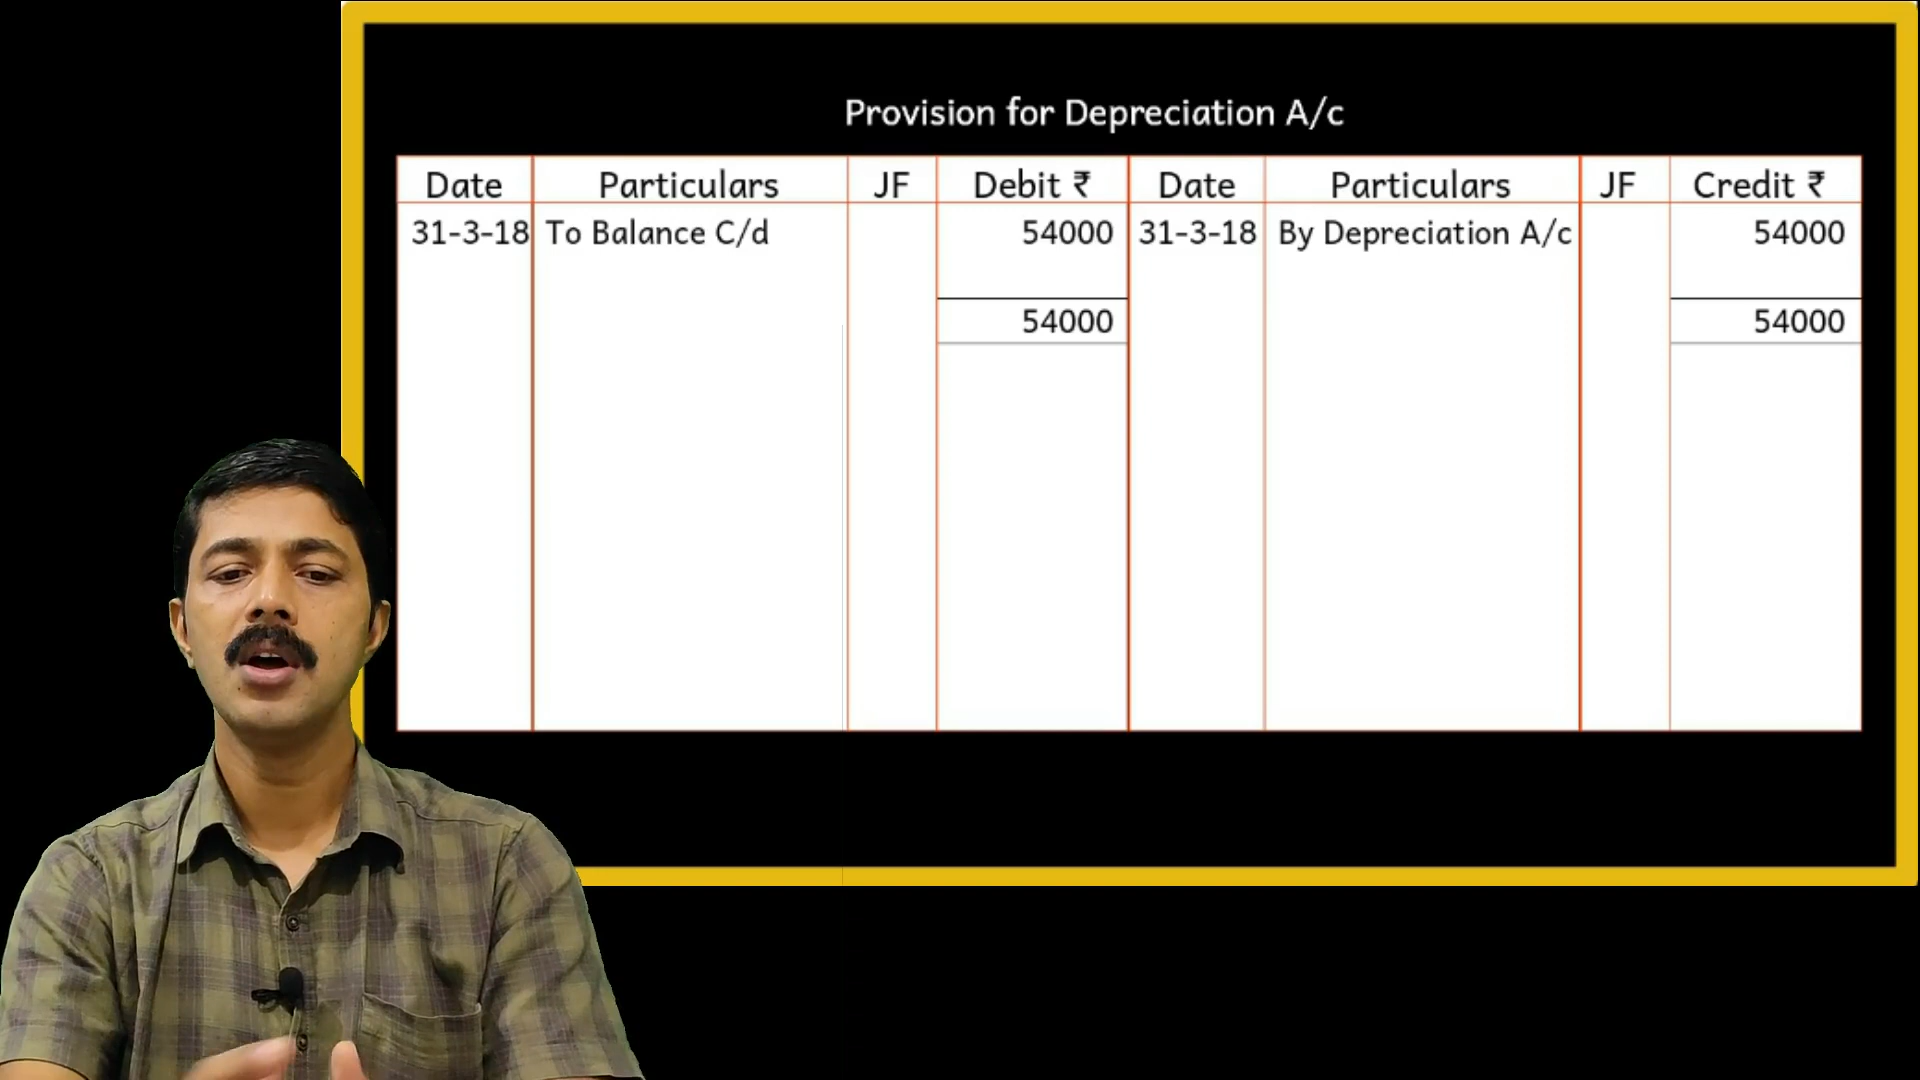 Provision for Depreciation A/c
Date Particulars JF Debit ₹ Date Particulars JF Credit ₹
31-3-18 To Balance C/d 54000 31-3-18 By Depreciation A/c 54000
54000 54000